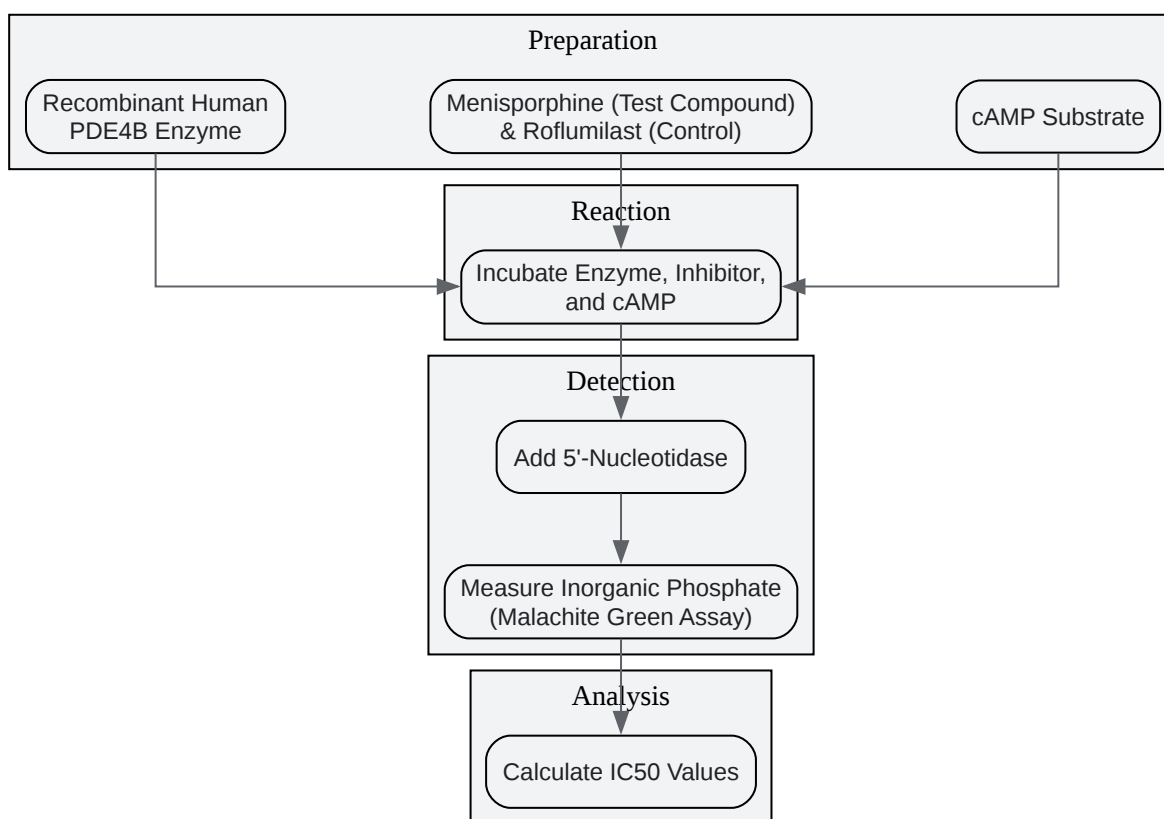 Preparation
Recombinant Human
PDE4B Enzyme
Menisporphine (Test Compound)
& Roflumilast (Control)
cAMP Substrate
Reaction
Incubate Enzyme, Inhibitor,
and cAMP
Detection
Add 5'-Nucleotidase
Measure Inorganic Phosphate
(Malachite Green Assay)
Analysis
Calculate IC50 Values